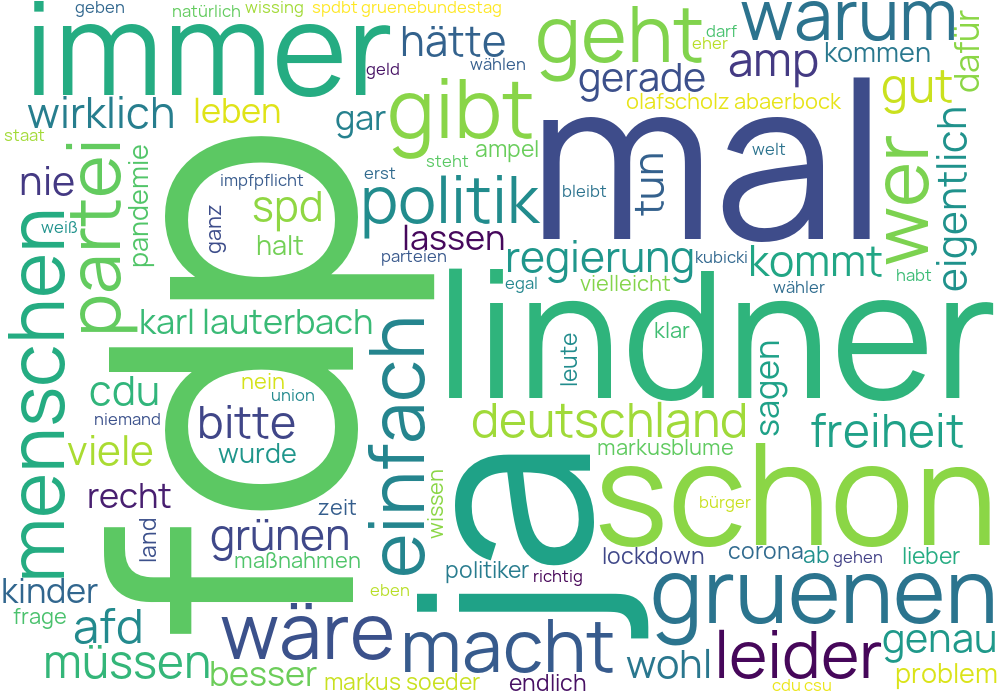 geben
natürlich
wissing
spdbt gruenebundestag
immer
geld
hätte
wählen
geht
darf
eher
warum
kommen
dafür
amp
gerade
gut
wirklich
leben
gar
gibt
olafscholz abaerbock
staat
ampel
steht
mal
welt
tun
bleibt
wer
eigentlich
nie
partei
pandemie
weiß
impfpflicht
ganz
spd
halt
erst
politik
lassen
parteien
regierung
kubicki
kommt
habt
egal
vielleicht
wähler
menschen
fdp
karl lauterbach
einfach
lindner
leute
klar
sagen
cdu
nein
union
niemand
bitte
wurde
viele
deutschland
markusblume
freiheit
recht
zeit
wissen
ja
schon
bürger
land
grünen
maßnahmen
lockdown
corona
ab
gehen
lieber
politiker
richtig
kinder
frage
eben
gruenen
afd
wäre
macht
genau
müssen
besser
markus soeder
endlich
wohl
leider
problem
cdu csu